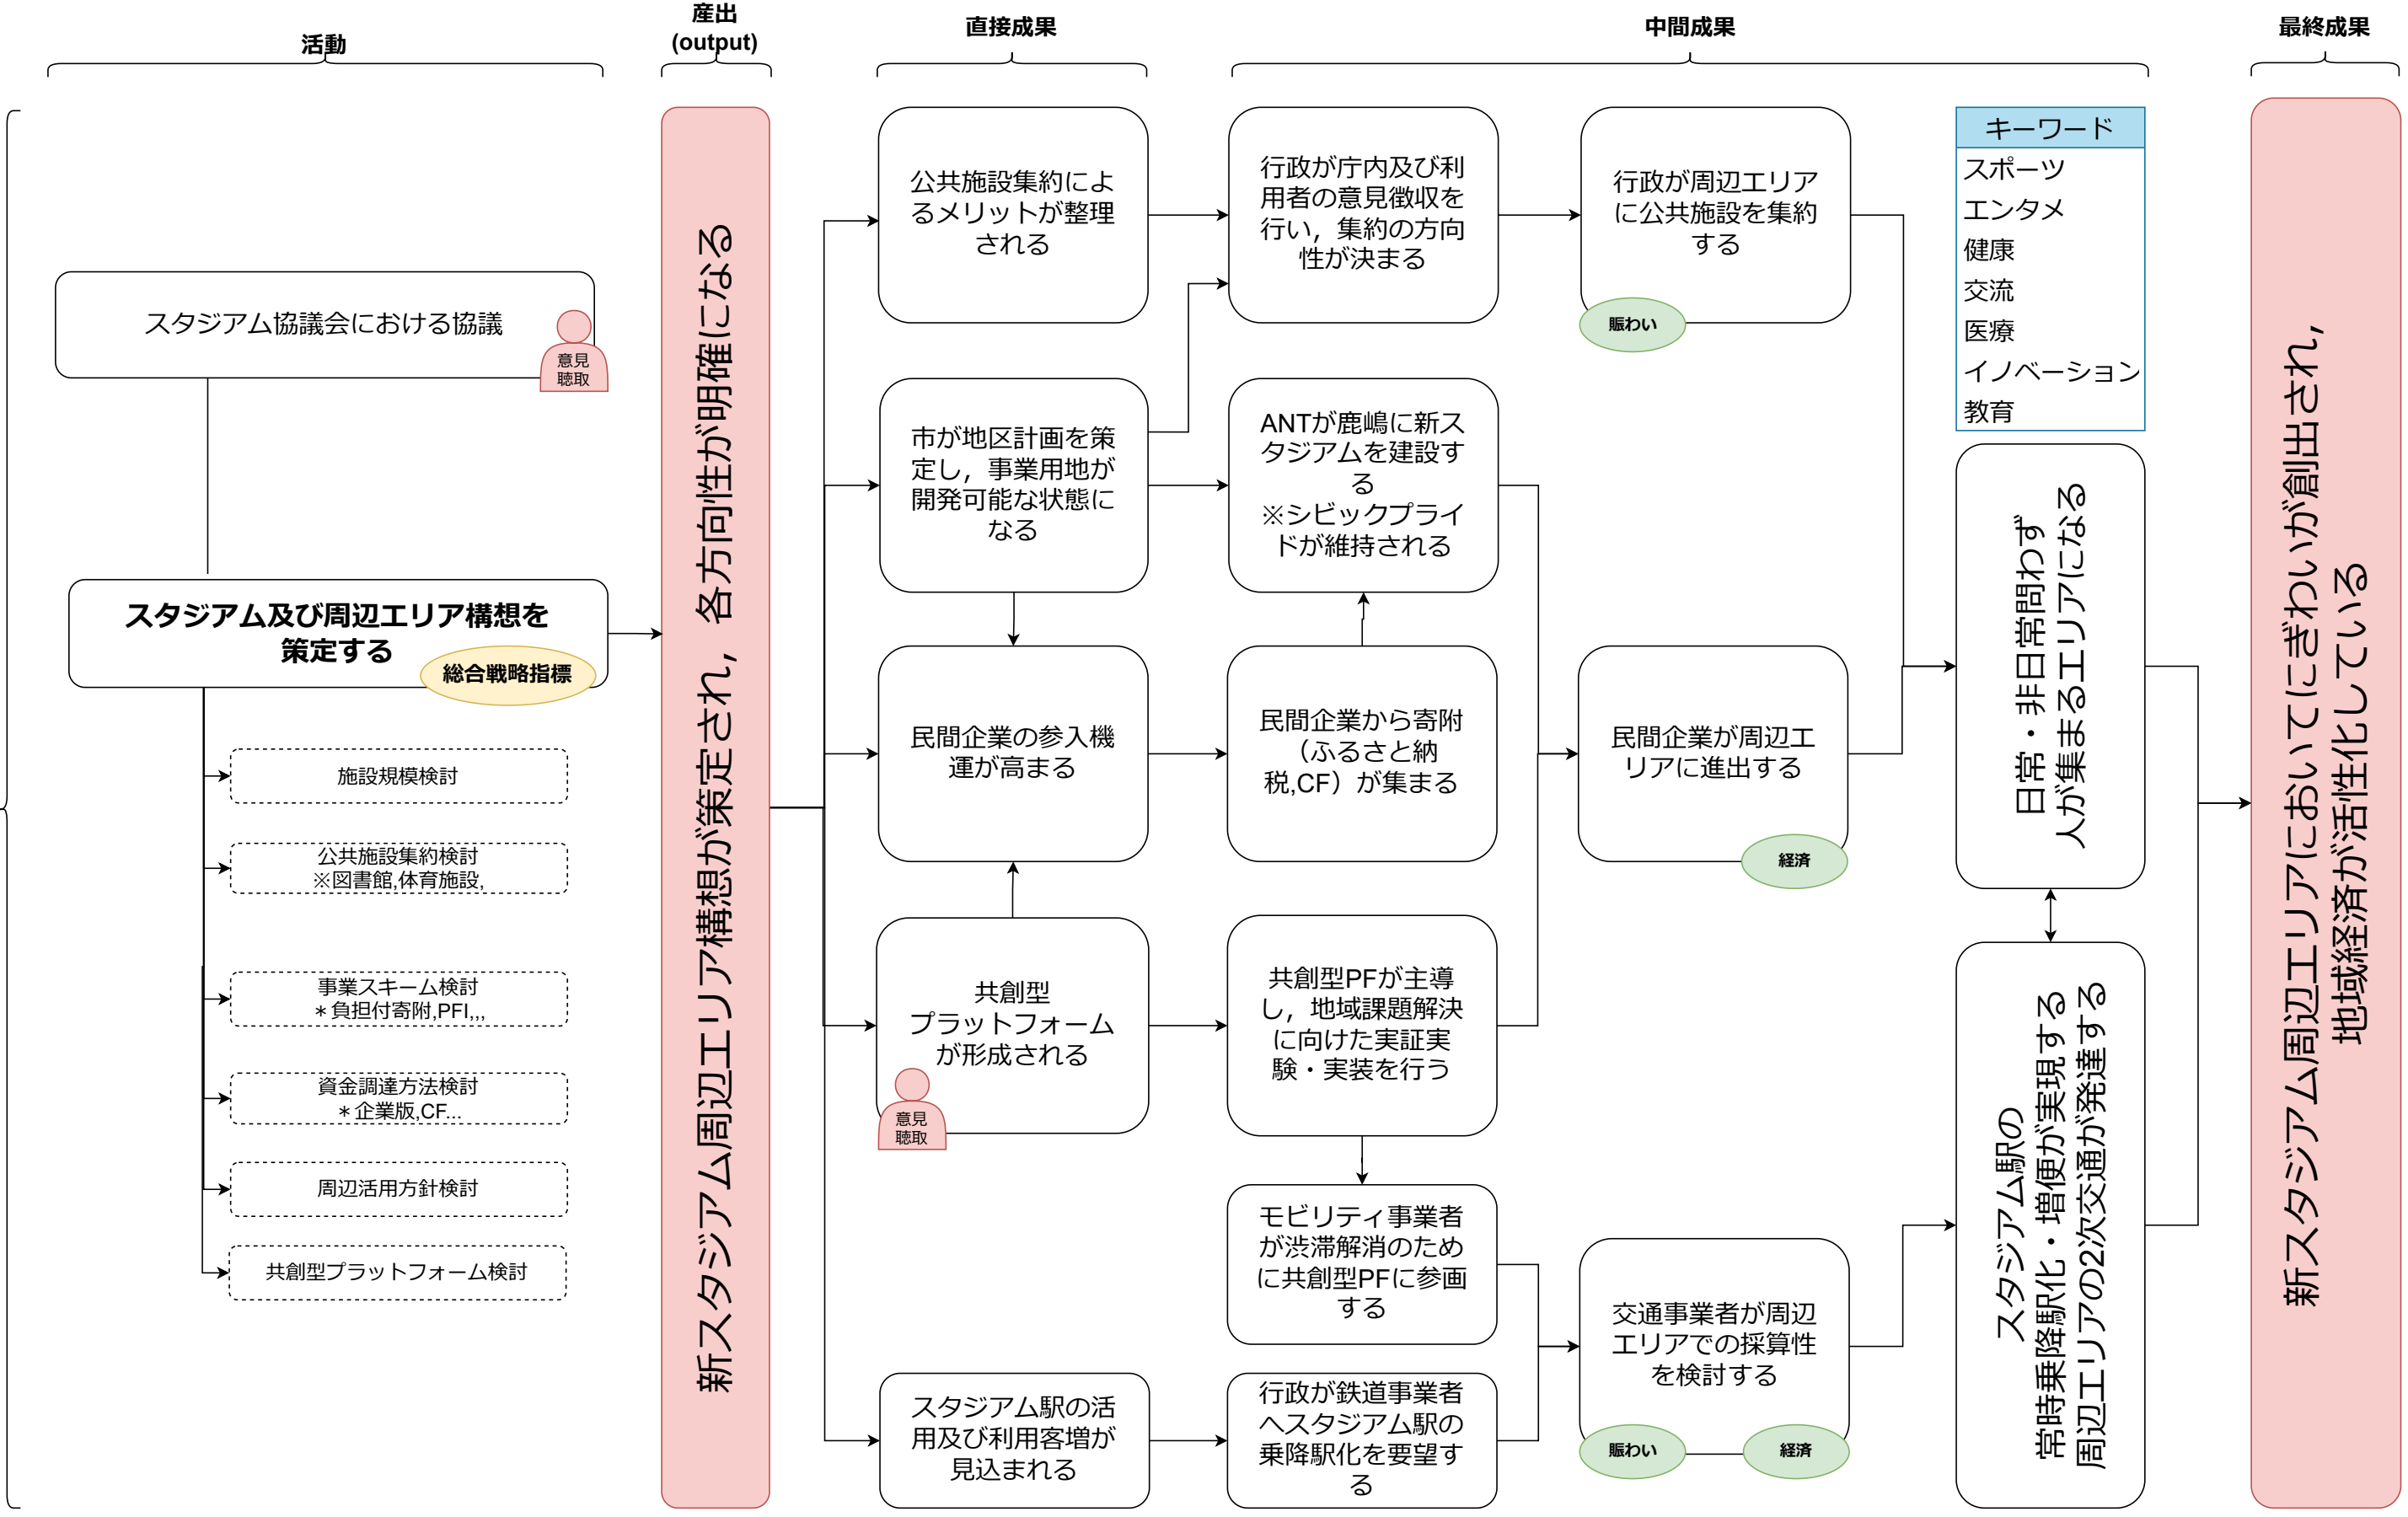 活動
産出
(output)
直接成果
中間成果
最終成果
スタジアム協議会における協議
意見
聴取
スタジアム及び周辺エリア構想を
策定する
総合戦略指標
施設規模検討
公共施設集約検討
※図書館,体育施設,
事業スキーム検討
＊負担付寄附,PFI,,,
資金調達方法検討
＊企業版,CF...
周辺活用方針検討
共創型プラットフォーム検討
新スタジアム周辺エリア構想が策定され，各方向性が明確になる
公共施設集約によ
るメリットが整理
される
市が地区計画を策
定し，事業用地が
開発可能な状態に
なる
民間企業の参入機
運が高まる
共創型
プラットフォーム
が形成される
意見
聴取
スタジアム駅の活
用及び利用客増が
見込まれる
行政が庁内及び利
用者の意見徴収を
行い，集約の方向
性が決まる
ANTが鹿嶋に新ス
タジアムを建設す
る
※シビックプライ
ドが維持される
民間企業から寄附
（ふるさと納
税,CF）が集まる
共創型PFが主導
し，地域課題解決
に向けた実証実
験・実装を行う
モビリティ事業者
が渋滞解消のため
に共創型PFに参画
する
行政が鉄道事業者
へスタジアム駅の
乗降駅化を要望す
る
行政が周辺エリア
に公共施設を集約
する
賑わい
民間企業が周辺エ
リアに進出する
経済
交通事業者が周辺
エリアでの採算性
を検討する
賑わい
経済
キーワード
スポーツ
エンタメ
健康
交流
医療
イノベーション
教育
日常・非日常問わず
人が集まるエリアになる
スタジアム駅の
常時乗降駅化・増便が実現する
周辺エリアの2次交通が発達する
新スタジアム周辺エリアにおいてにぎわいが創出され，
地域経済が活性化している